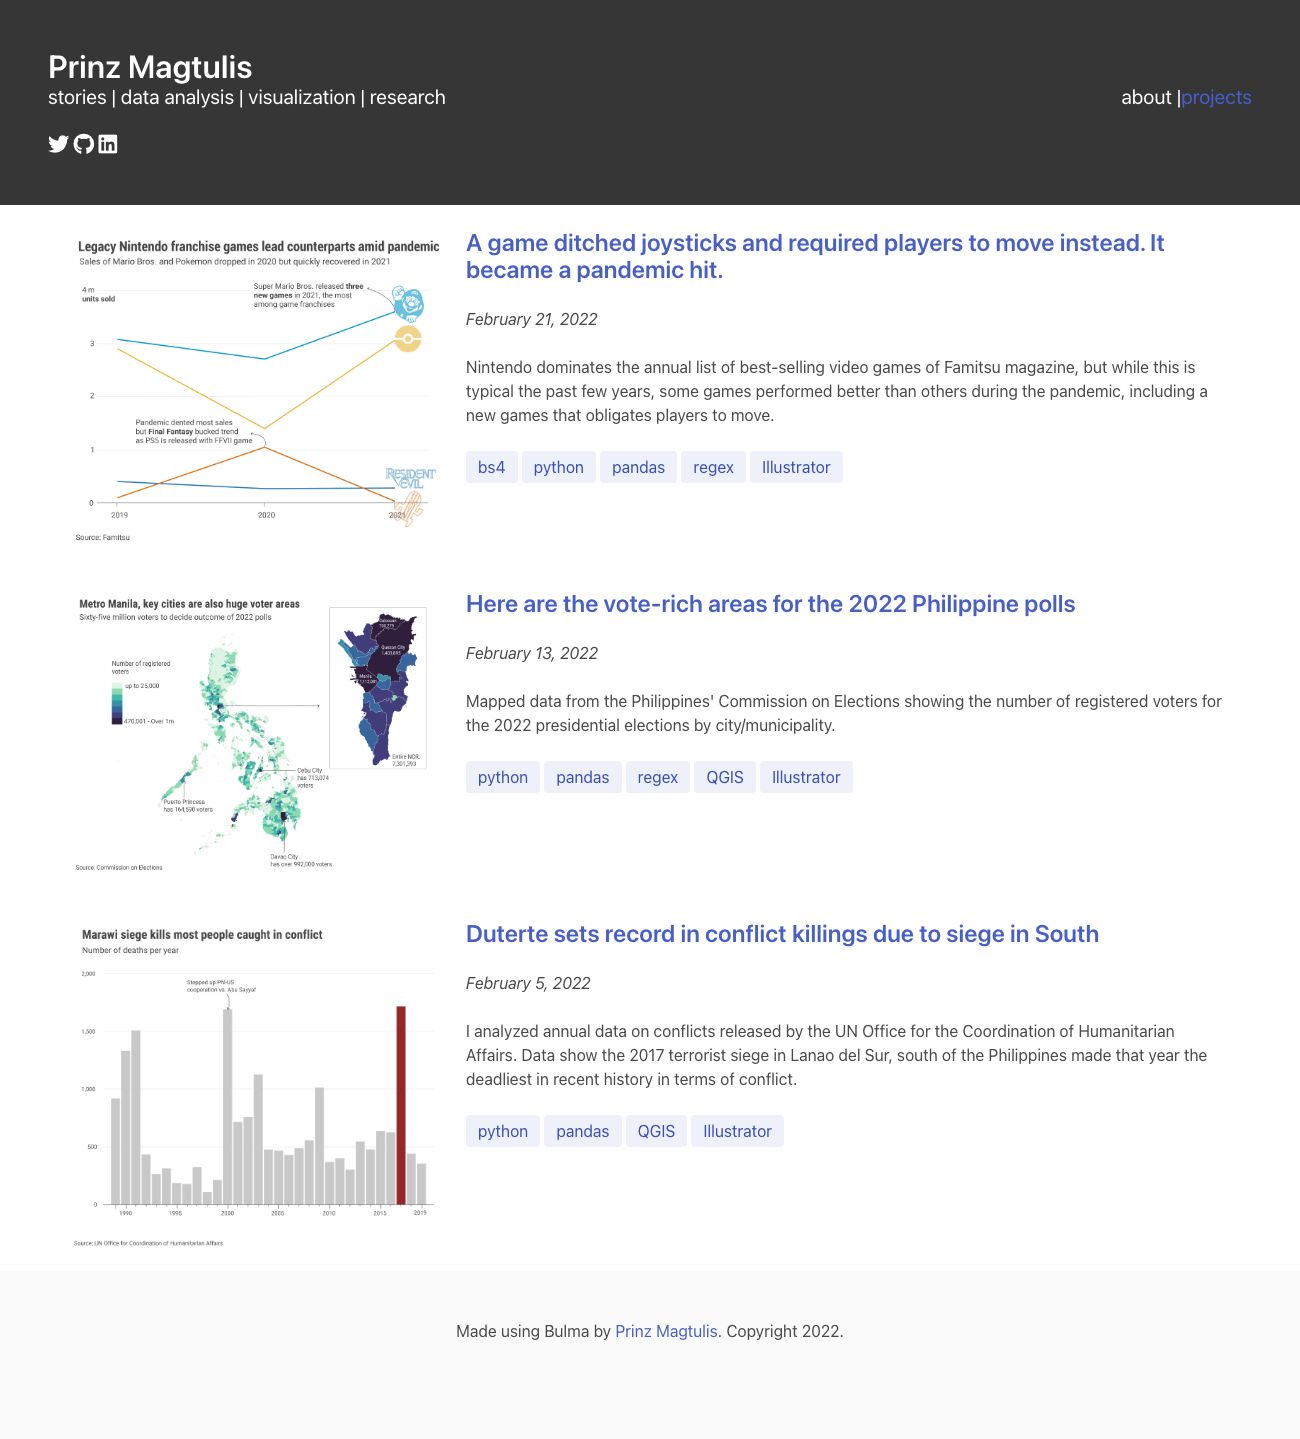 Prinz Magtulis
stories | data analysis | visualization | research
about |projects
Legacy Nintendo franchise games lead counterparts amid pandemic
Sales of Mario Bros. and Pokemon dropped in 2020 but quickly recovered in 2021
4 m
units sold
Super Mario Bros. released three
new games in 2021, the most
among game franchises
3
2
Pandemic dented most sales
but Final Fantasy bucked trend
as PS5 is released with FFVII game
1
RESIDENT
EVIL
0
2019
2020
2021
Source: Famitsu
A game ditched joysticks and required players to move instead. It
became a pandemic hit.
February 21, 2022
Nintendo dominates the annual list of best-selling video games of Famitsu magazine, but while this is
typical the past few years, some games performed better than others during the pandemic, including a
new games that obligates players to move.
bs4
python
pandas
regex
Illustrator
Metro Manila, key cities are also huge voter areas
Sixty-five million voters to decide outcome of 2022 polls
Number of registered
voters
up to 25,000
470,001 - Over 1m
Caloocan
Quezon City
1,403,895
Manila
Entire NCR:
7,301,393
Cebu City
has 713,074
voters
Puerto Princesa
has 164,590 voters
Davao City
has over 992,000 voters
Source: Commission on Elections
Here are the vote-rich areas for the 2022 Philippine polls
February 13, 2022
Mapped data from the Philippines' Commission on Elections showing the number of registered voters for
the 2022 presidential elections by city/municipality.
python
pandas
regex
QGIS
Illustrator
Marawi siege kills most people caught in conflict
Number of deaths per year
2,000
Stepped up PH-US
cooperation vs. Abu Sayyaf
1,500
1,000
500
0
1990
1995
2000
2005
2010
2015
2019
Source: UN Office for Coordination of Humanitarian Affairs
Duterte sets record in conflict killings due to siege in South
February 5, 2022
I analyzed annual data on conflicts released by the UN Office for the Coordination of Humanitarian
Affairs. Data show the 2017 terrorist siege in Lanao del Sur, south of the Philippines made that year the
deadliest in recent history in terms of conflict.
python
pandas
QGIS
Illustrator
Made using Bulma by Prinz Magtulis. Copyright 2022.